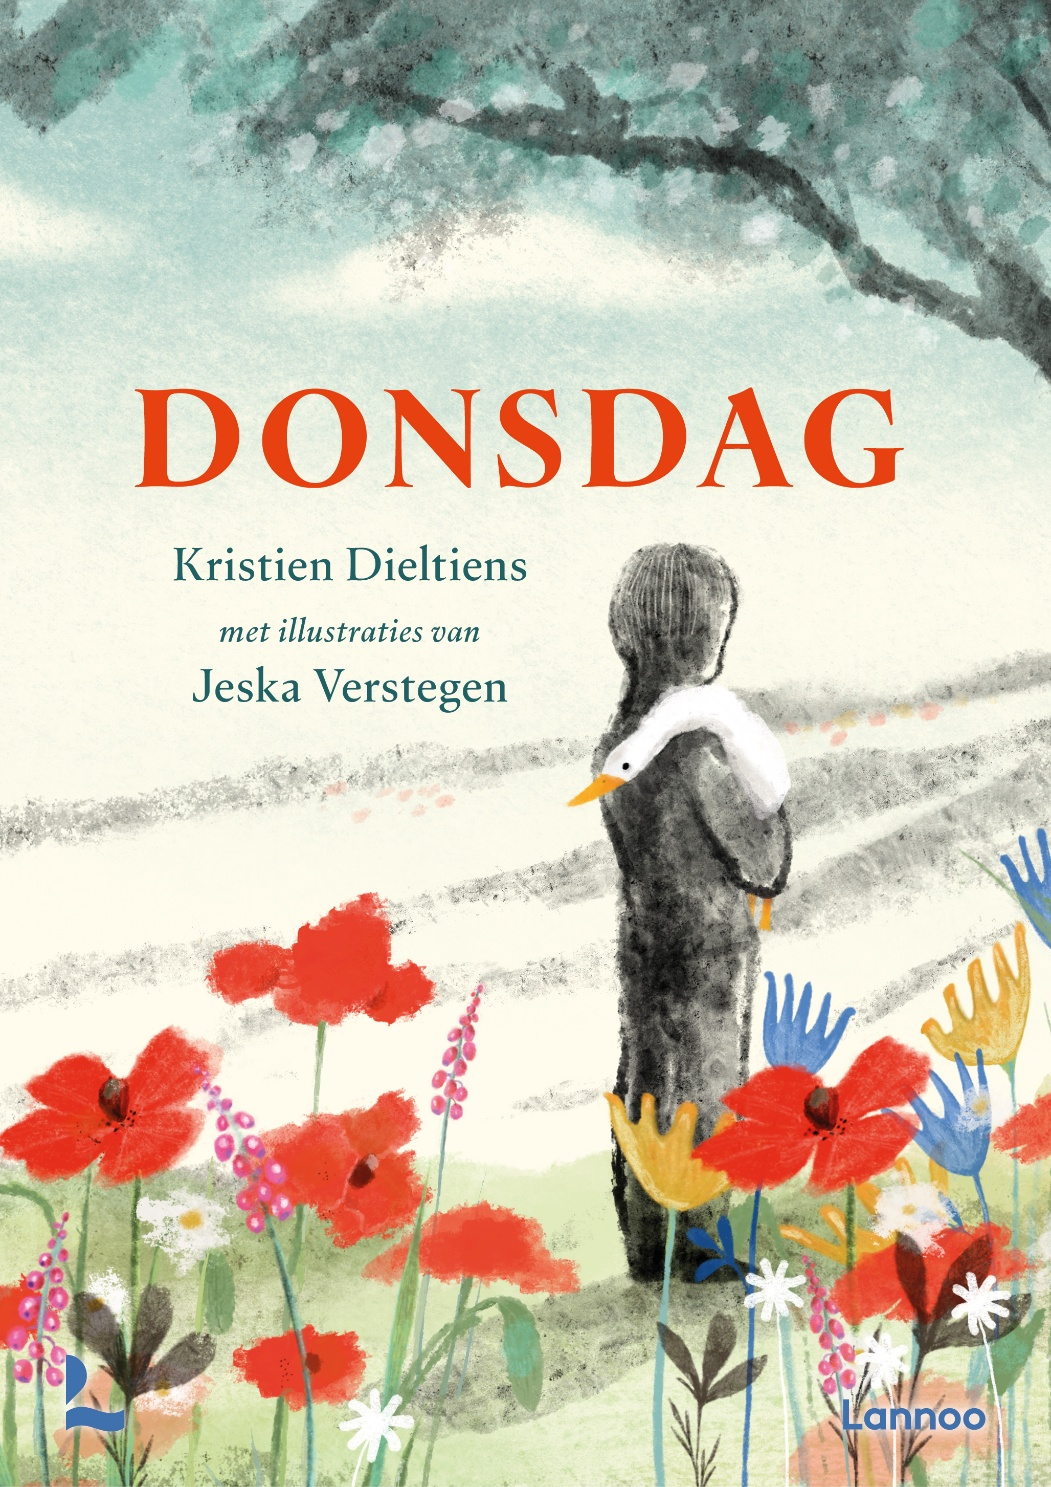 DONSDAG
Kristien Dieltiens
met illustraties van
Jeska Verstegen
Lannoo